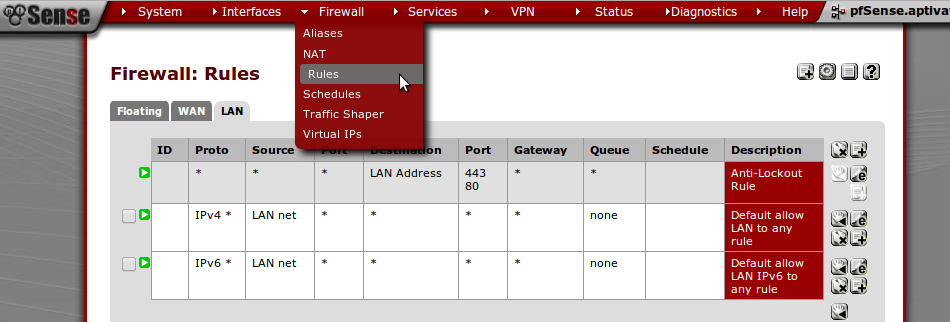 Sense System Interfaces Firewall Services VPN Status Diagnostics Help pfSense.aptiva
Aliases
NAT
Firewall: Rules
Rules
Schedules
Traffic Shaper
Virtual IPs
Floating WAN LAN
ID Proto Source Port Destination Port Gateway Queue Schedule Description
* * * LAN Address 443 * * Anti-Lockout
80 Rule
IPv4 * LAN net * * * * none Default allow
LAN to any
rule
IPv6 * LAN net * * * * none Default allow
LAN IPv6 to
any rule